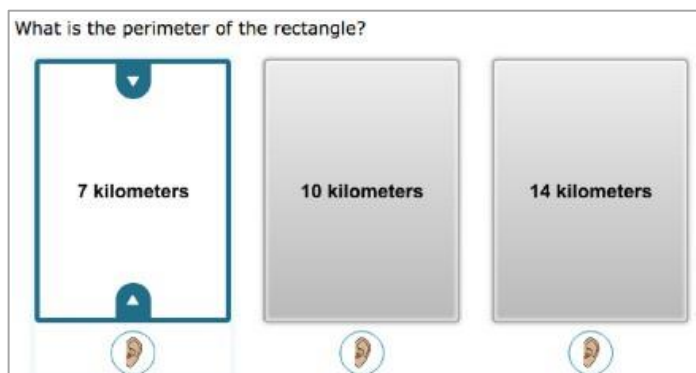 What is the perimeter of the rectangle?
7 kilometers
10 kilometers
14 kilometers